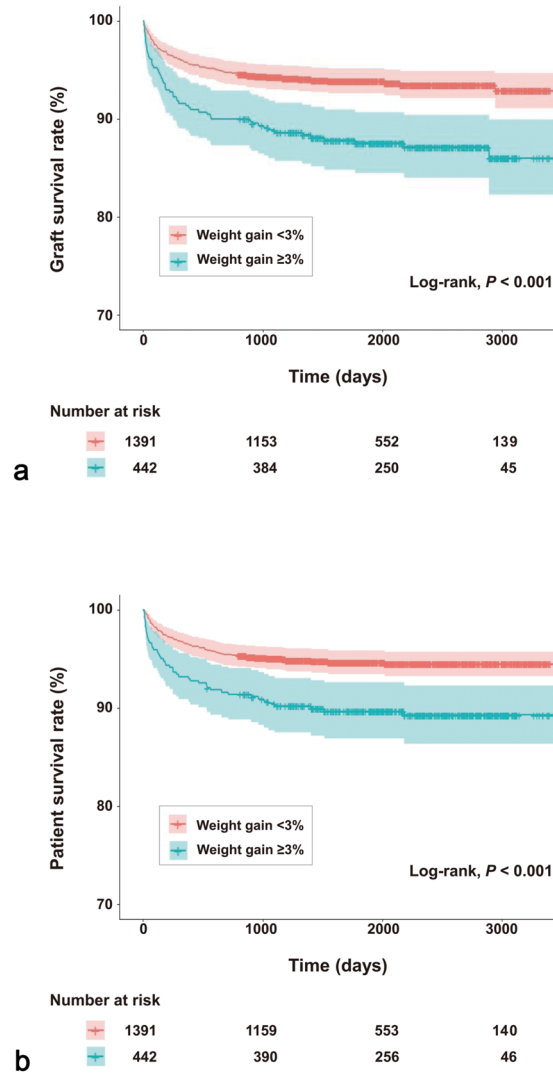 100
90
80
70
Graft survival rate (%)
Weight gain <3%
Weight gain ≥3%
Log-rank, P < 0.001
0 1000 2000 3000
Time (days)
Number at risk
1391 1153 552 139
442 384 250 45
a
100
90
80
70
Patient survival rate (%)
Weight gain <3%
Weight gain ≥3%
Log-rank, P < 0.001
0 1000 2000 3000
Time (days)
Number at risk
1391 1159 553 140
442 390 256 46
b